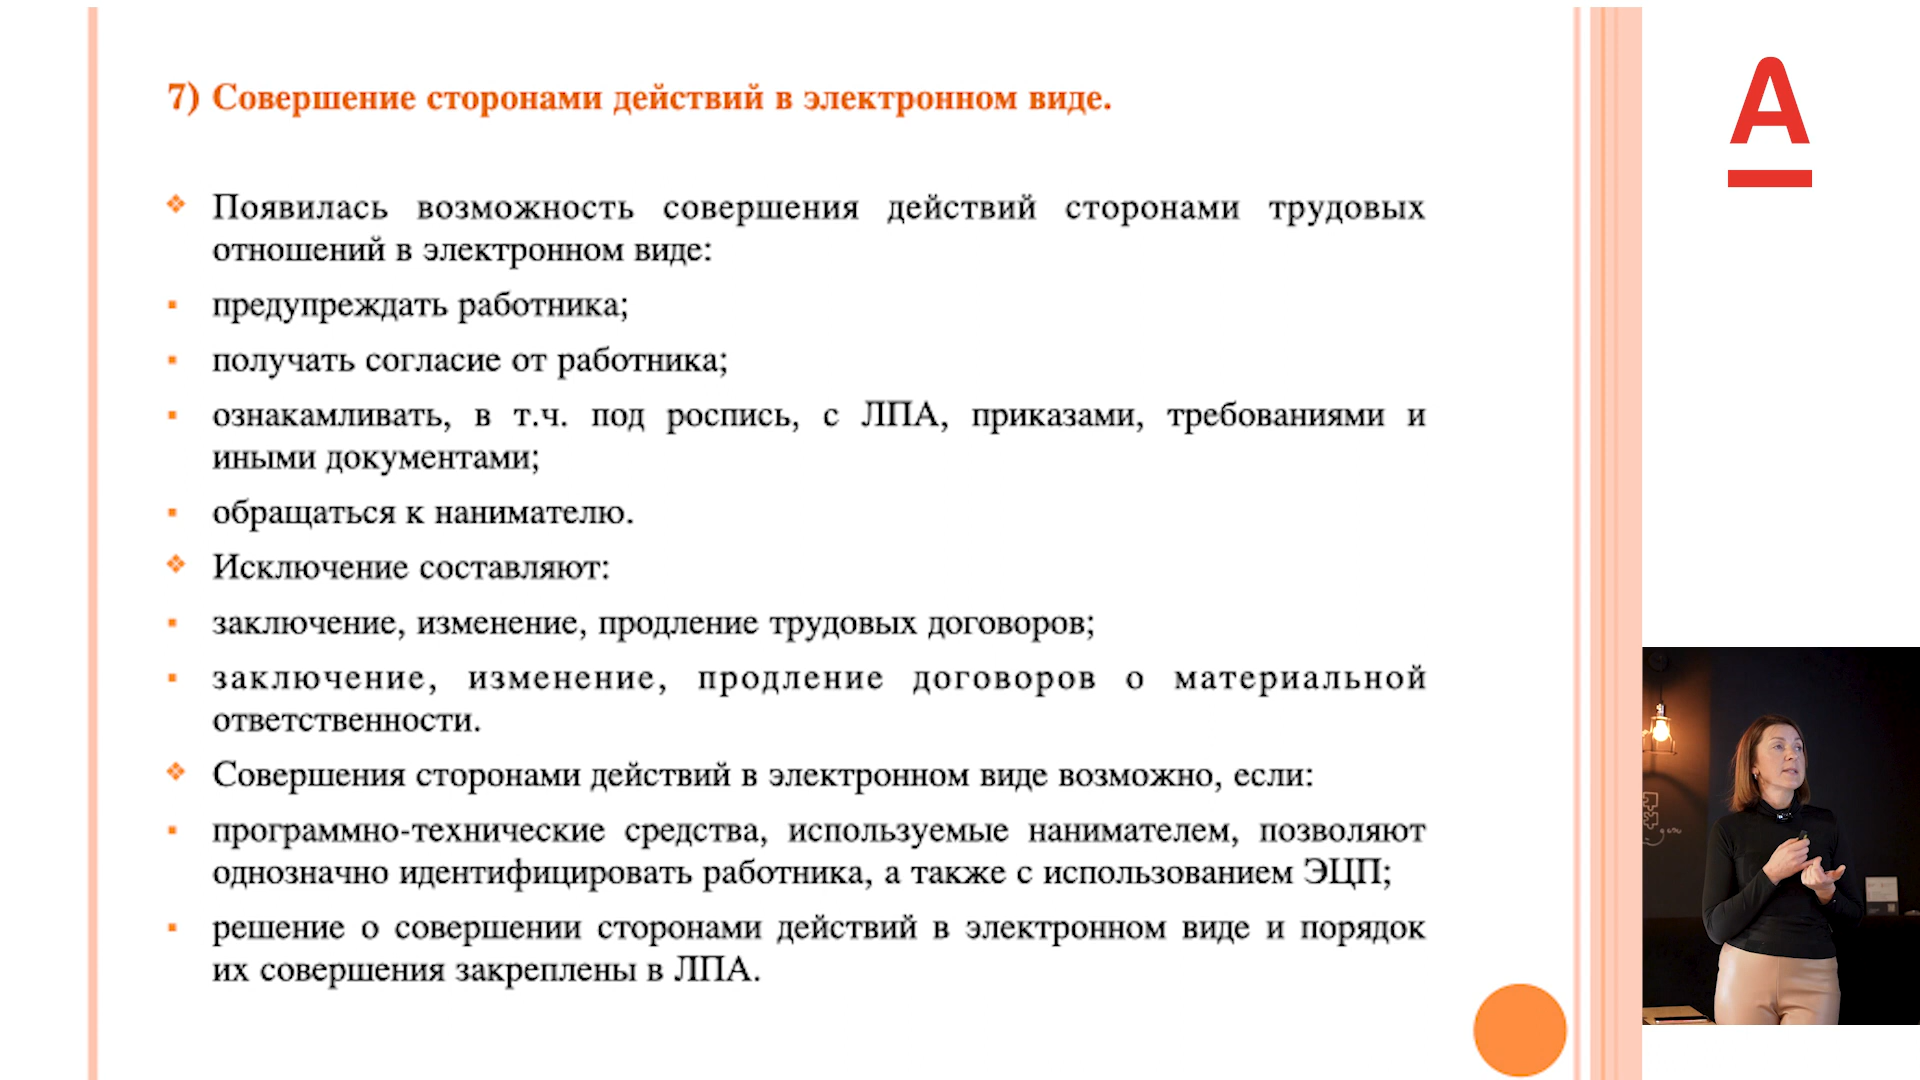 7) Совершение сторонами действий в электронном виде.
Появилась возможность совершения действий сторонами трудовых
отношений в электронном виде:
предупреждать работника;
получать согласие от работника;
ознакамливать, в т.ч. под роспись, с ЛПА, приказами, требованиями и
иными документами;
обращаться к нанимателю.
Исключение составляют:
заключение, изменение, продление трудовых договоров;
заключение, изменение, продление договоров о материальной
ответственности.
Совершения сторонами действий в электронном виде возможно, если:
программно-технические средства, используемые нанимателем, позволяют
однозначно идентифицировать работника, а также с использованием ЭЦП;
решение о совершении сторонами действий в электронном виде и порядок
их совершения закреплены в ЛПА.
А